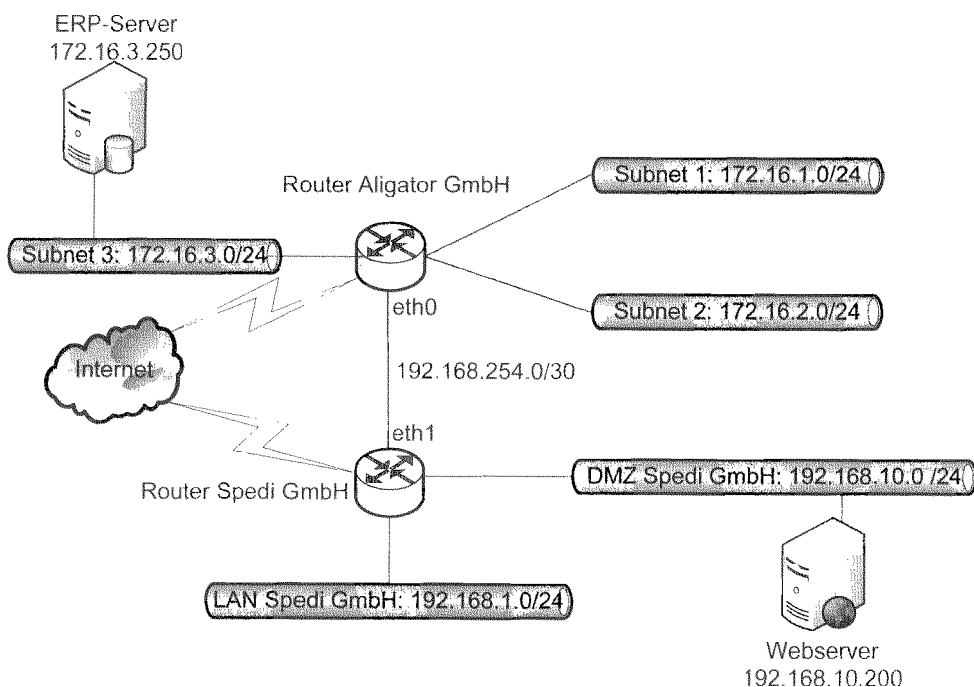 ERP-Server
172.16.3.250
Router Aligator GmbH
Subnet 1: 172.16.1.0/24
Subnet 3: 172.16.3.0/24
eth0
Subnet 2: 172.16.2.0/24
Internet
192.168.254.0/30
eth1
Router Spedi GmbH
DMZ Spedi GmbH: 192.168.10.0 /24
LAN Spedi GmbH: 192.168.1.0/24
Webserver
192.168.10.200